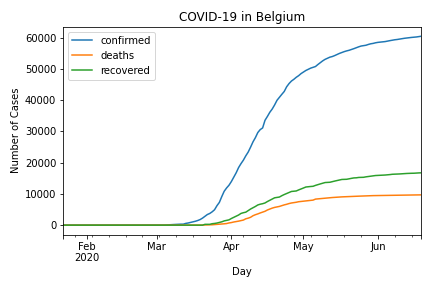 COVID-19 in Belgium
confirmed
deaths
recovered
Number of Cases
60000
50000
40000
30000
20000
10000
0
Feb
2020
Mar
Apr
May
Jun
Day